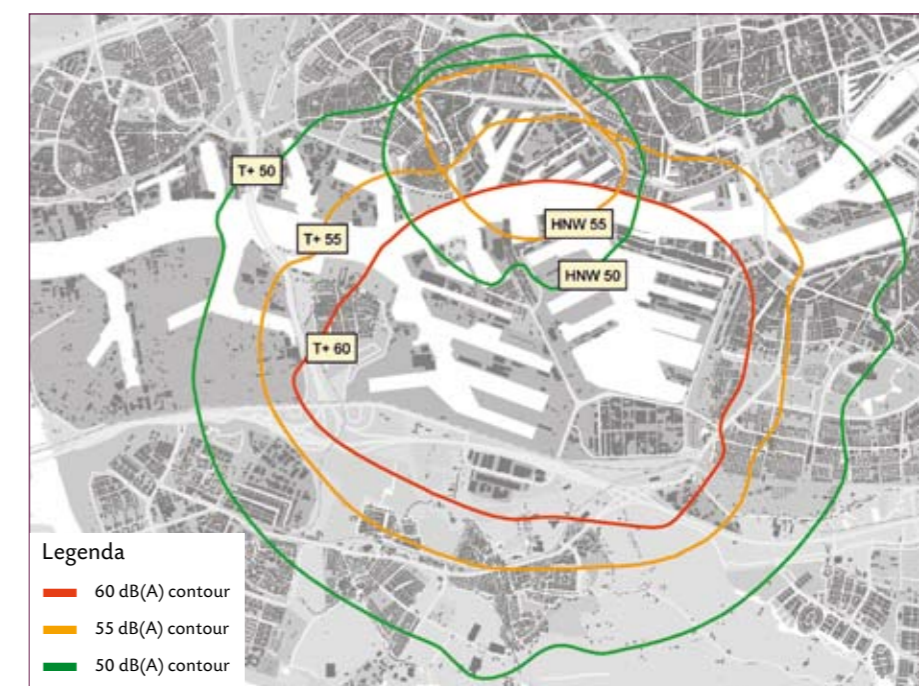 T+ 50
T+ 55
HNW 55
HNW 50
T+ 60
Legenda
60 dB(A) contour
55 dB(A) contour
50 dB(A) contour